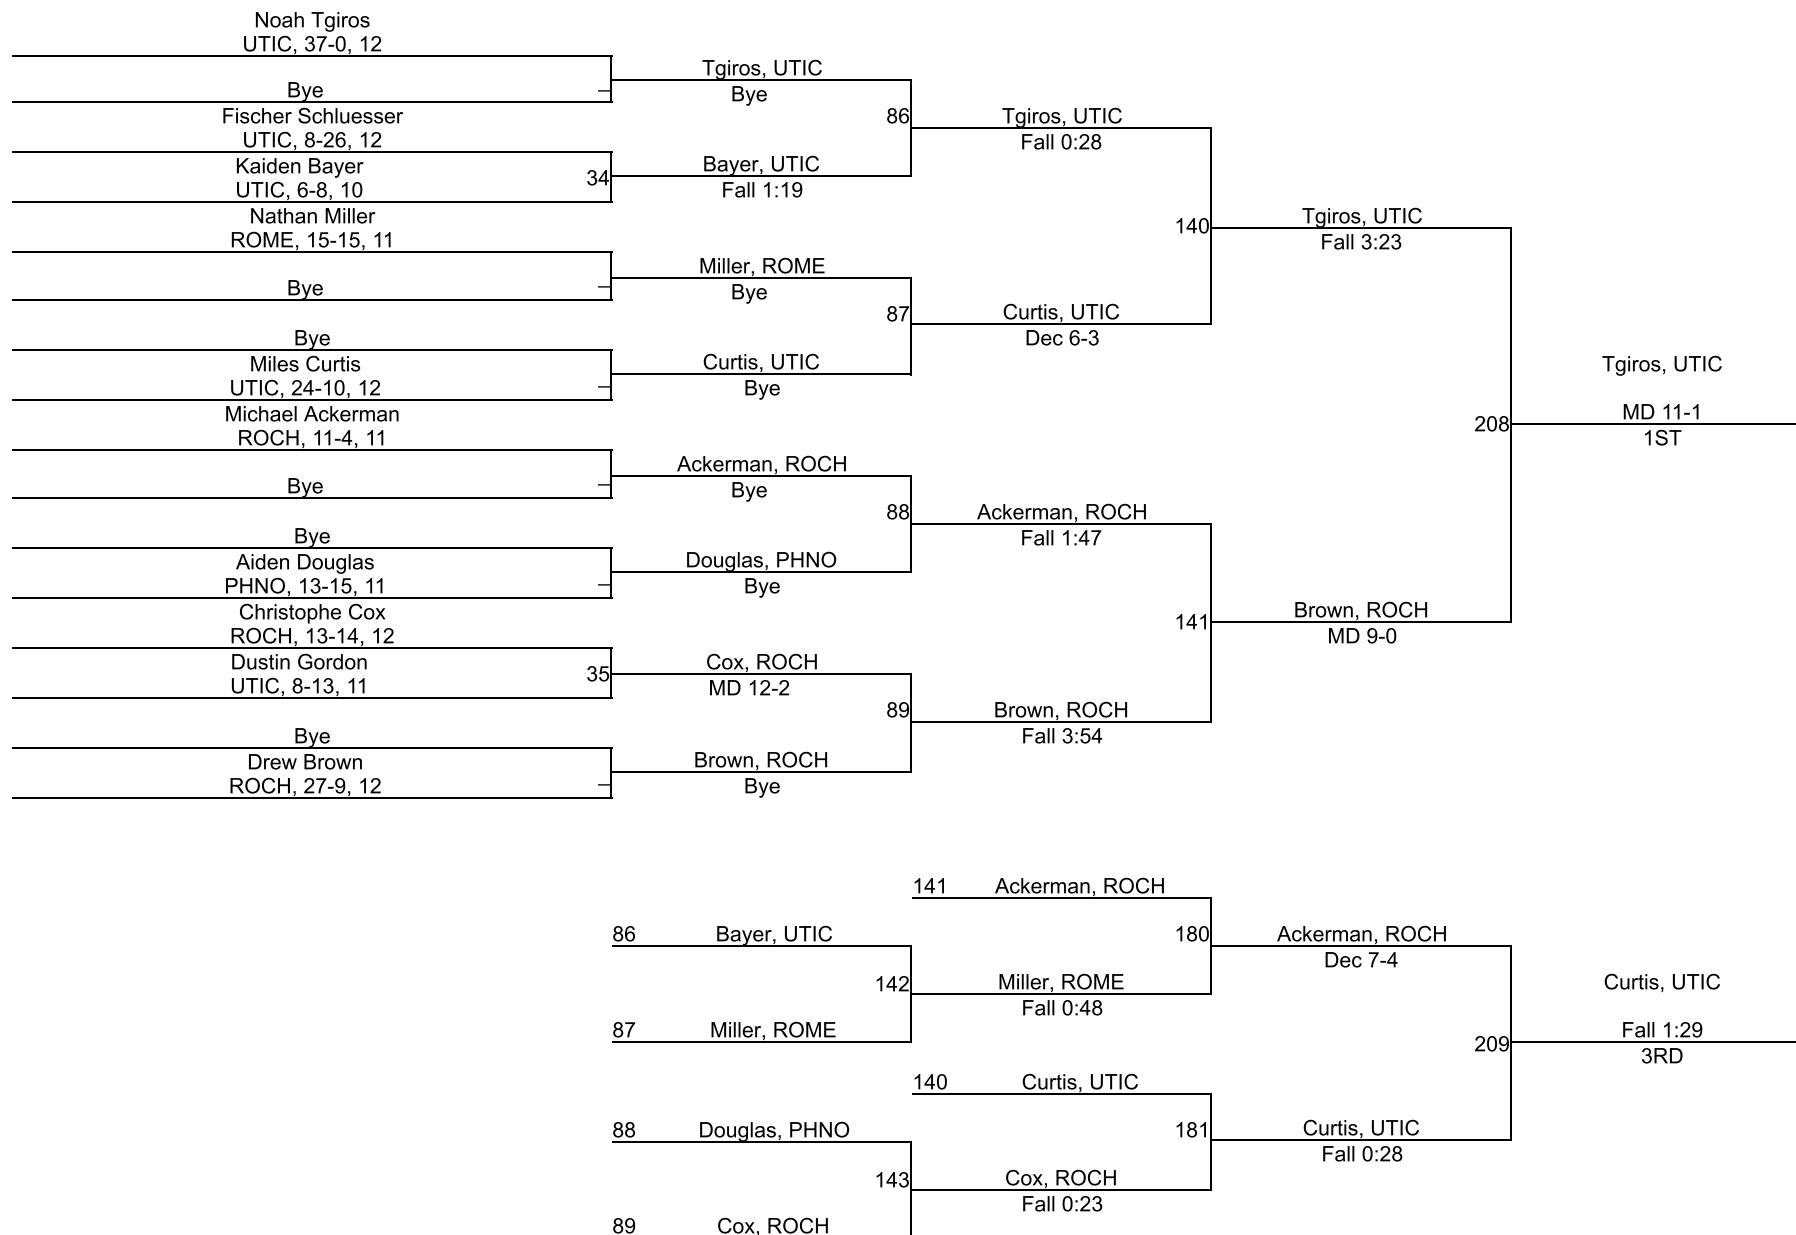 Noah Tgiros
UTIC, 37-0, 12
Bye
Fischer Schluesser
UTIC, 8-26, 12
Kaiden Bayer
UTIC, 6-8, 10
34
Nathan Miller
ROME, 15-15, 11
Bye
Bye
Miles Curtis
UTIC, 24-10, 12
Michael Ackerman
ROCH, 11-4, 11
Bye
Bye
Aiden Douglas
PHNO, 13-15, 11
Christophe Cox
ROCH, 13-14, 12
Dustin Gordon
UTIC, 8-13, 11
35
Bye
Drew Brown
ROCH, 27-9, 12
Tgiros, UTIC
Bye
86
Bayer, UTIC
Fall 1:19
Miller, ROME
Bye
87
Curtis, UTIC
Bye
Ackerman, ROCH
Bye
88
Douglas, PHNO
Bye
Cox, ROCH
MD 12-2
89
Brown, ROCH
Bye
Tgiros, UTIC
Fall 0:28
140
Curtis, UTIC
Dec 6-3
Ackerman, ROCH
Fall 1:47
141
Brown, ROCH
Fall 3:54
Tgiros, UTIC
Fall 3:23
208
Brown, ROCH
MD 9-0
Tgiros, UTIC
MD 11-1
1ST
141 Ackerman, ROCH
86 Bayer, UTIC
142
Miller, ROME
Fall 0:48
87 Miller, ROME
180
Ackerman, ROCH
Dec 7-4
140 Curtis, UTIC
88 Douglas, PHNO
143
Cox, ROCH
Fall 0:23
89 Cox, ROCH
181
Curtis, UTIC
Fall 0:28
209
Curtis, UTIC
Fall 1:29
3RD